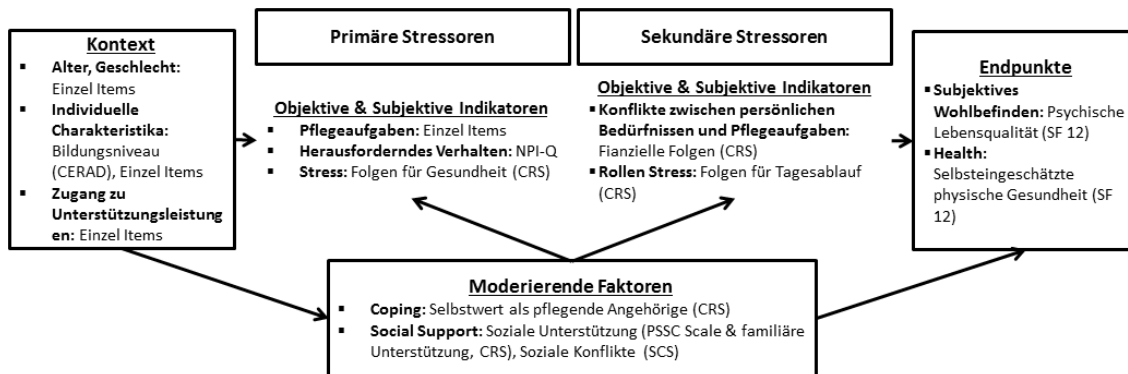 Kontext
▪ Alter, Geschlecht:
Einzel Items
▪ Individuelle
Charakteristika:
Bildungsniveau
(CERAD), Einzel Items
▪ Zugang zu
Unterstützungsleistung
en: Einzel Items
Primäre Stressoren
Objektive & Subjektive Indikatoren
▪ Pflegeaufgaben: Einzel Items
▪ Herausforderndes Verhalten: NPI-Q
▪ Stress: Folgen für Gesundheit (CRS)
Sekundäre Stressoren
Objektive & Subjektive Indikatoren
▪ Konflikte zwischen persönlichen
Bedürfnissen und Pflegeaufgaben:
Fianzielle Folgen (CRS)
▪ Rollen Stress: Folgen für Tagesablauf
(CRS)
Endpunkte
▪ Subjektives
Wohlbefinden: Psychische
Lebensqualität (SF 12)
▪ Health:
Selbsteingeschätzte
physische Gesundheit (SF
12)
Moderierende Faktoren
▪ Coping: Selbstwert als pflegende Angehörige (CRS)
▪ Social Support: Soziale Unterstützung (PSSC Scale & familiäre
Unterstützung, CRS), Soziale Konflikte (SCS)